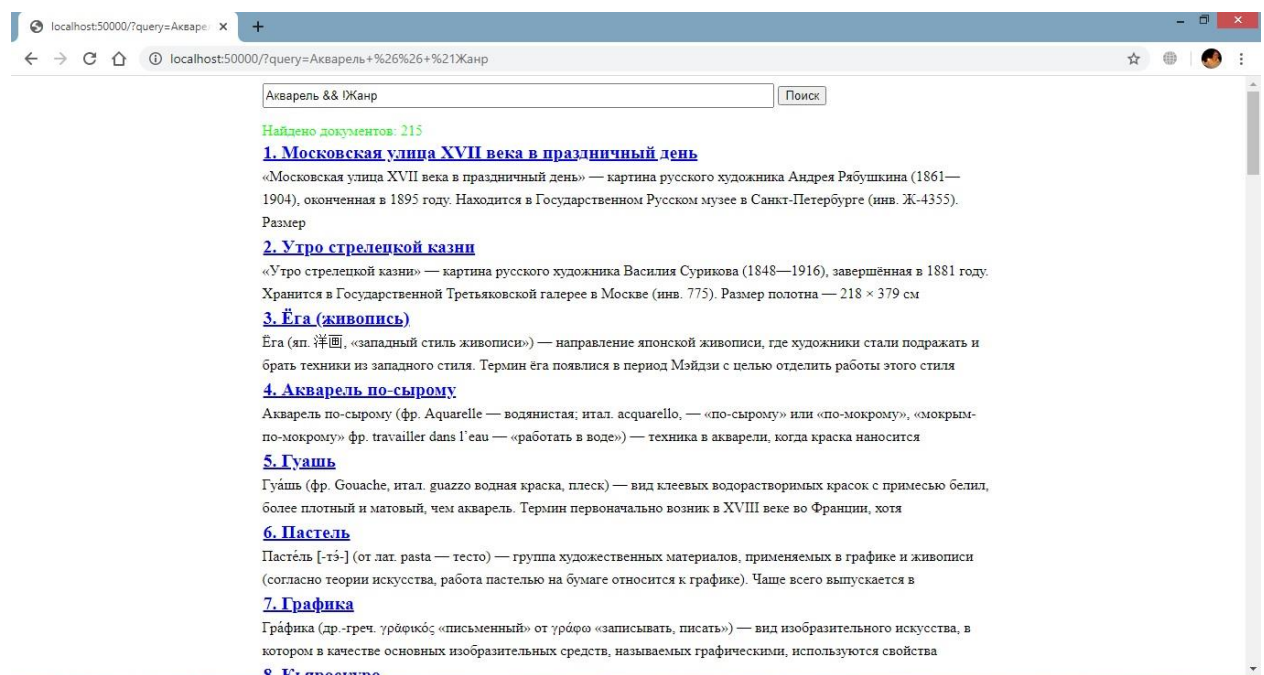 localhost:50000/?query=Акваре
localhost:50000/?query=Акварель+%26%26+%21Жанр
Акварель && !Жанр
Поиск
Найдено документов: 215
1. Московская улица XVII века в праздничный день
«Московская улица XVII века в праздничный день» — картина русского художника Андрея Рябушкина (1861—
1904), оконченная в 1895 году. Находится в Государственном Русском музее в Санкт-Петербурге (инв. Ж-4355).
Размер
2. Утро стрелецкой казни
«Утро стрелецкой казни» — картина русского художника Василия Сурикова (1848—1916), завершённая в 1881 году.
Хранится в Государственной Третьяковской галерее в Москве (инв. 775). Размер полотна — 218 × 379 см
3. Ёга (живопись)
Ёга (яп. 洋画, «западный стиль живописи») — направление японской живописи, где художники стали подражать и
брать техники из западного стиля. Термин ёга появлися в период Мэйдзи с целью отделить работы этого стиля
4. Акварель по-сырому
Акварель по-сырому (фр. Aquarelle — водянистая; итал. acquarello, — «по-сырому» или «по-мокрому», «мокрым-
по-мокрому» фр. travailler dans l’eau — «работать в воде») — техника в акварели, когда краска наносится
5. Гуашь
Гуа́шь (фр. Gouache, итал. guazzo водная краска, плеск) — вид клеевых водорастворимых красок с примесью белил,
более плотный и матовый, чем акварель. Термин первоначально возник в XVIII веке во Франции, хотя
6. Пастель
Пасте́ль [-тэ́-] (от лат. pasta — тесто) — группа художественных материалов, применяемых в графике и живописи
(согласно теории искусства, работа пастелью на бумаге относится к графике). Чаще всего выпускается в
7. Графика
Гра́фика (др.-греч. γρᾰφικός «письменный» от γράφω «записывать, писать») — вид изобразительного искусства, в
котором в качестве основных изобразительных средств, называемых графическими, используются свойства
8. Кьяроскуро